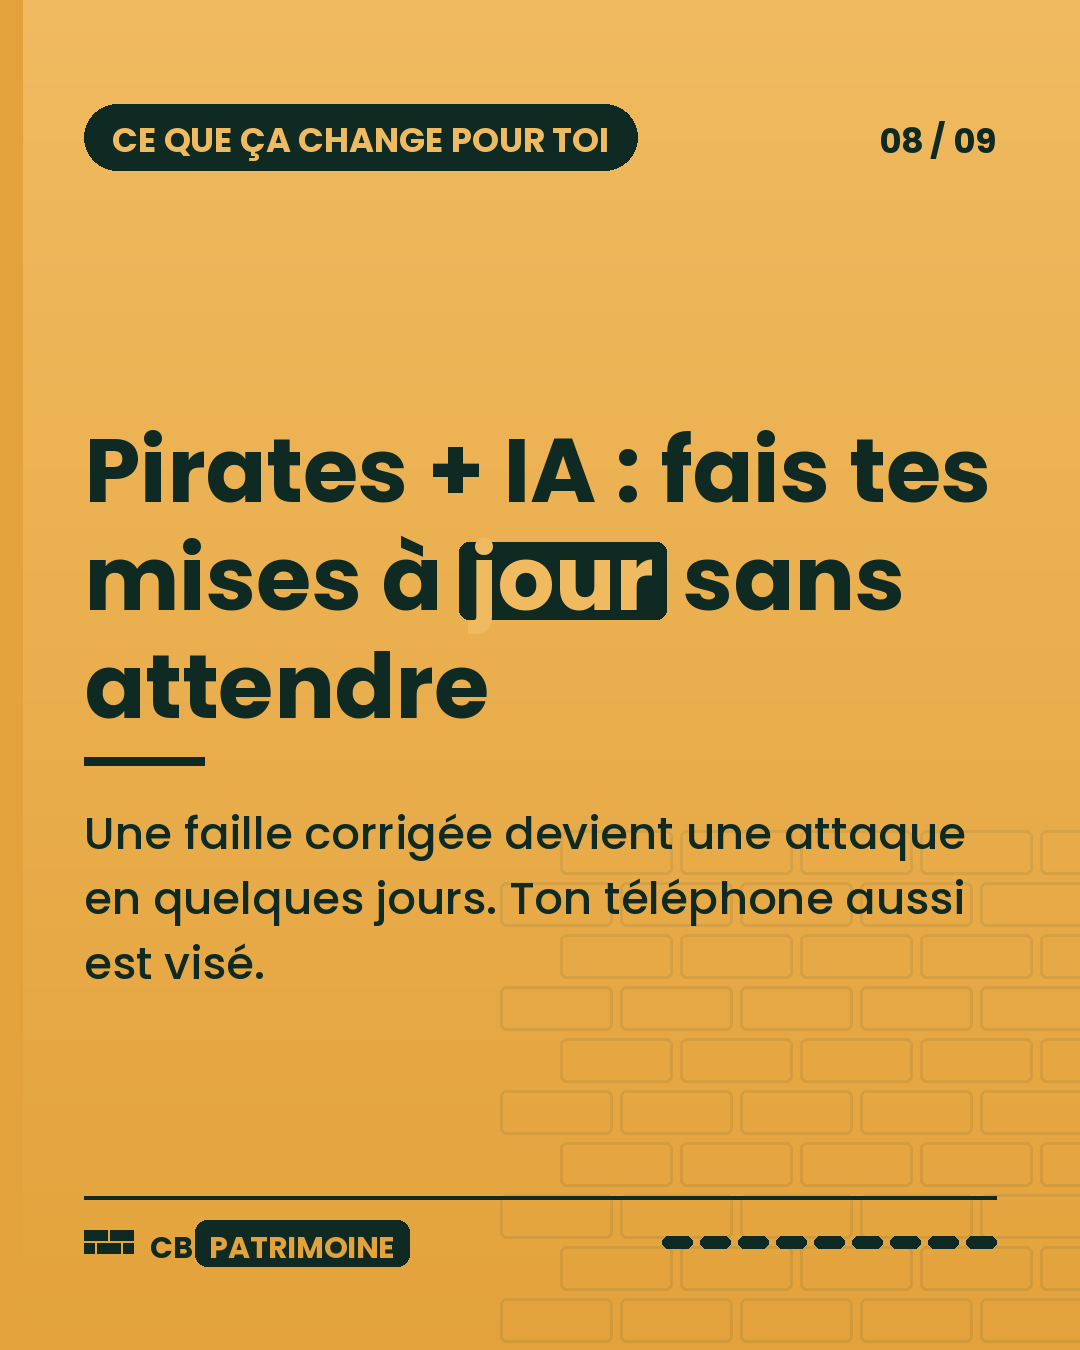 CE QUE ÇA CHANGE POUR TOI
08 / 09
Pirates + IA : fais tes
mises à jour sans
attendre
Une faille corrigée devient une attaque
en quelques jours. Ton téléphone aussi
est visé.
CB PATRIMOINE